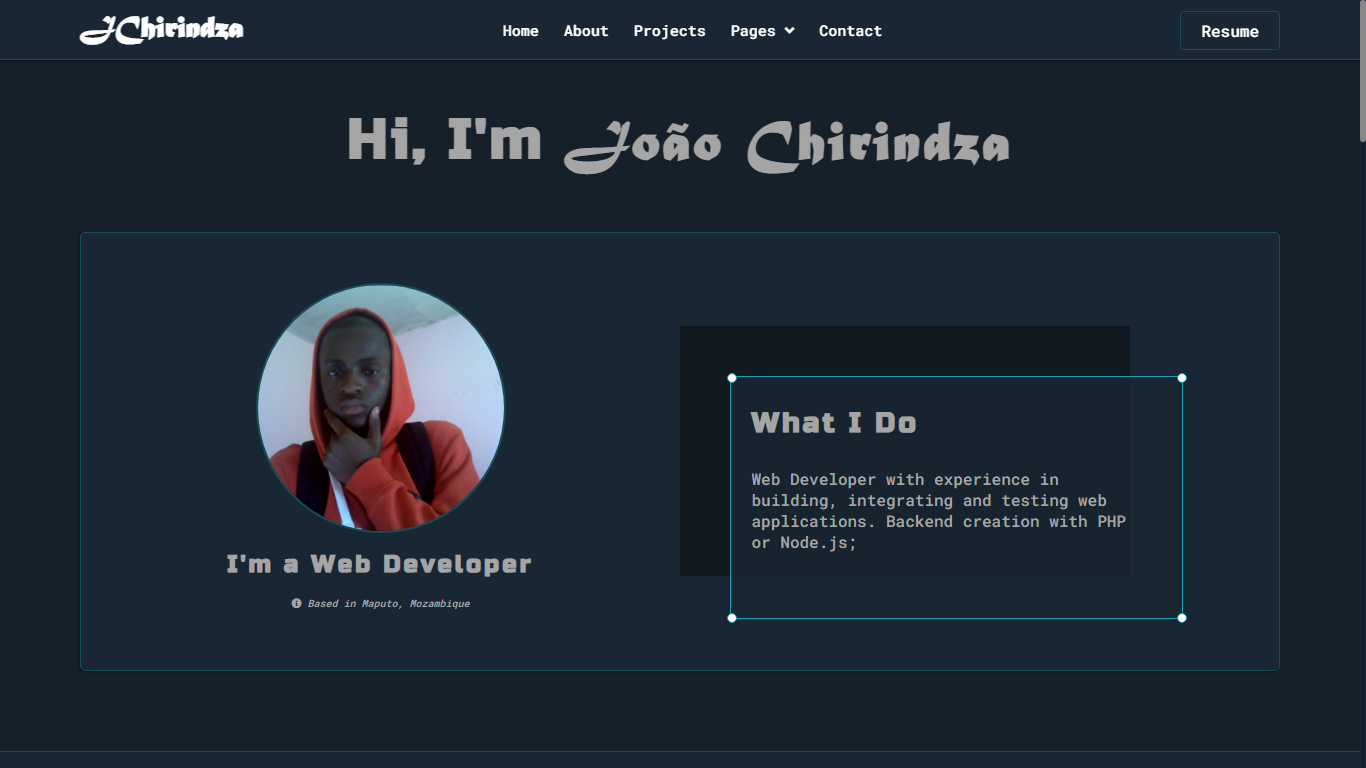 JChirindza
Home About Projects Pages Contact
Resume
Hi, I'm João Chirindza
I'm a Web Developer
Based in Maputo, Mozambique
What I Do
Web Developer with experience in
building, integrating and testing web
applications. Backend creation with PHP
or Node.js;